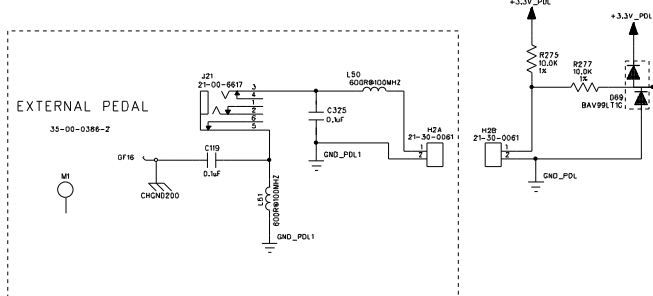 +3.3V_PDL
+3.3V_PDL
R275
10.0K
1%
R277
10.0K
1%
D69
BAV99LT1G
J21
21-00-6617
3
4
1
2
6
5
L50
600R@100MHZ
EXTERNAL PEDAL
35-00-0386-2
C325
0.1uF
H2A
21-30-0061
1
2
H2B
21-30-0061
1
2
GND_PDL1
GND_PDL
GF16
C119
0.1uF
M1
CHGND200
L51
600R@100MHZ
GND_PDL1